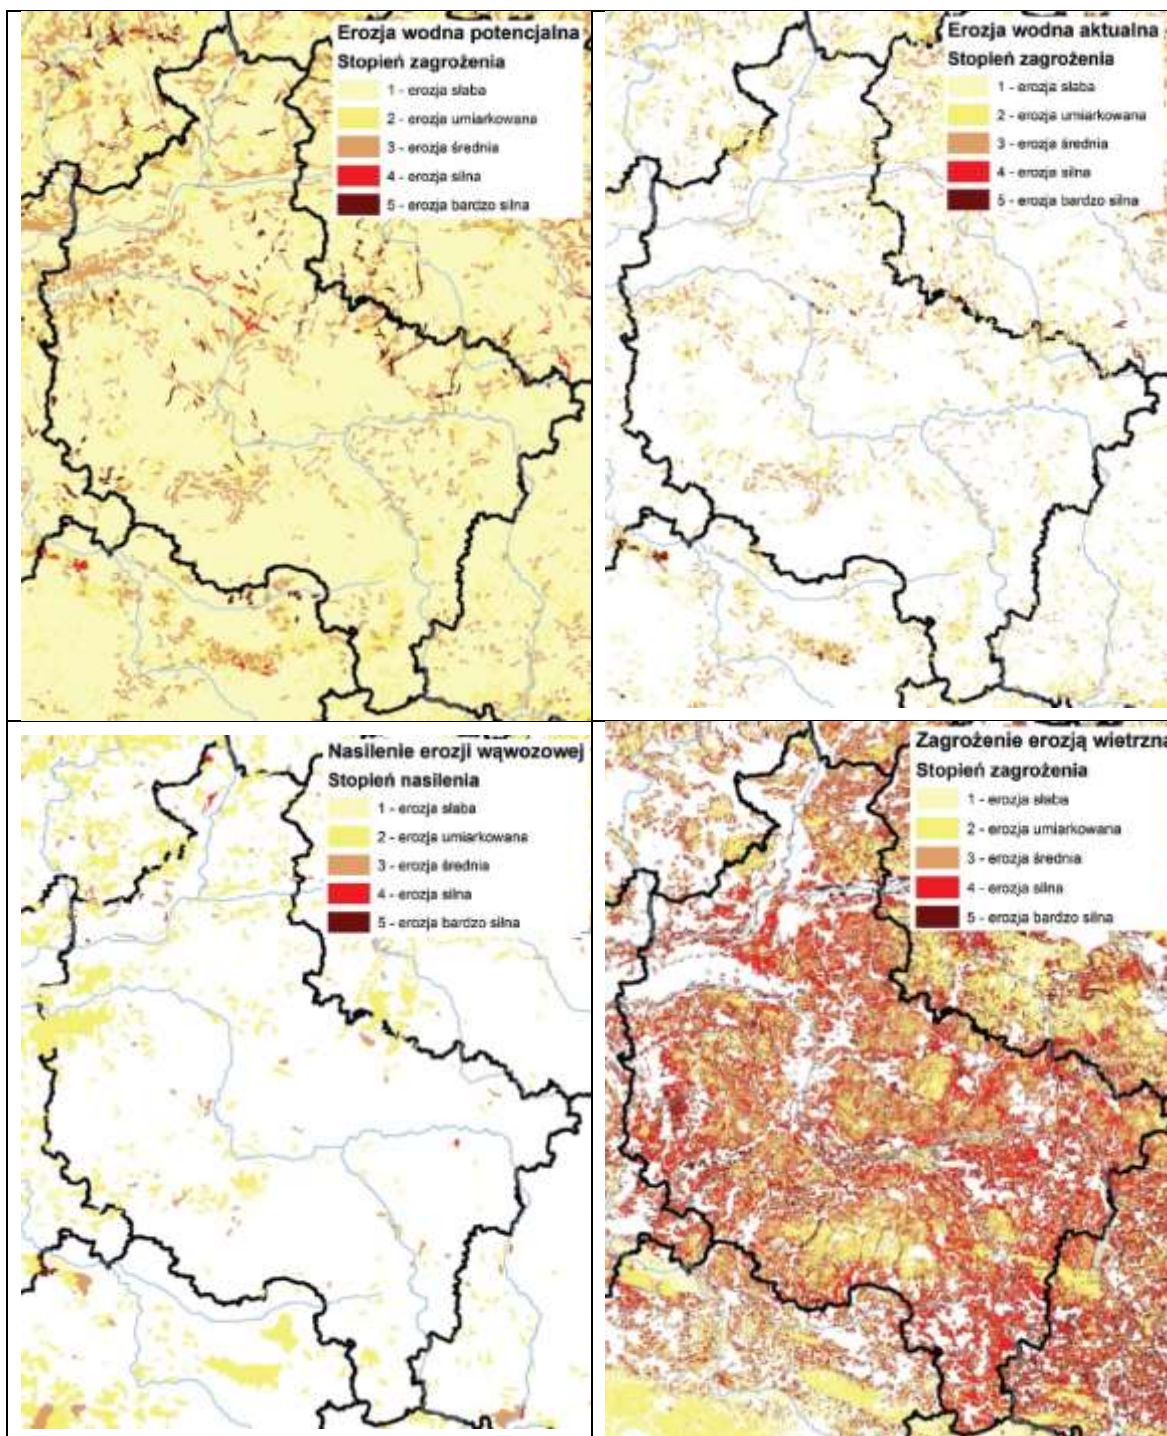 Erozja wodna potencjalna
Stopień zagrożenia
1 - erozja słaba
2 - erozja umiarkowana
3 - erozja średnia
4 - erozja silna
5 - erozja bardzo silna
Erozja wodna aktualna
Stopień zagrożenia
1 - erozja słaba
2 - erozja umiarkowana
3 - erozja średnia
4 - erozja silna
5 - erozja bardzo silna
Nasilenie erozji wąwozowej
Stopień nasilenia
1 - erozja słaba
2 - erozja umiarkowana
3 - erozja średnia
4 - erozja silna
5 - erozja bardzo silna
Zagrożenie erozją wietrzna
Stopień zagrożenia
1 - erozja słaba
2 - erozja umiarkowana
3 - erozja średnia
4 - erozja silna
5 - erozja bardzo silna